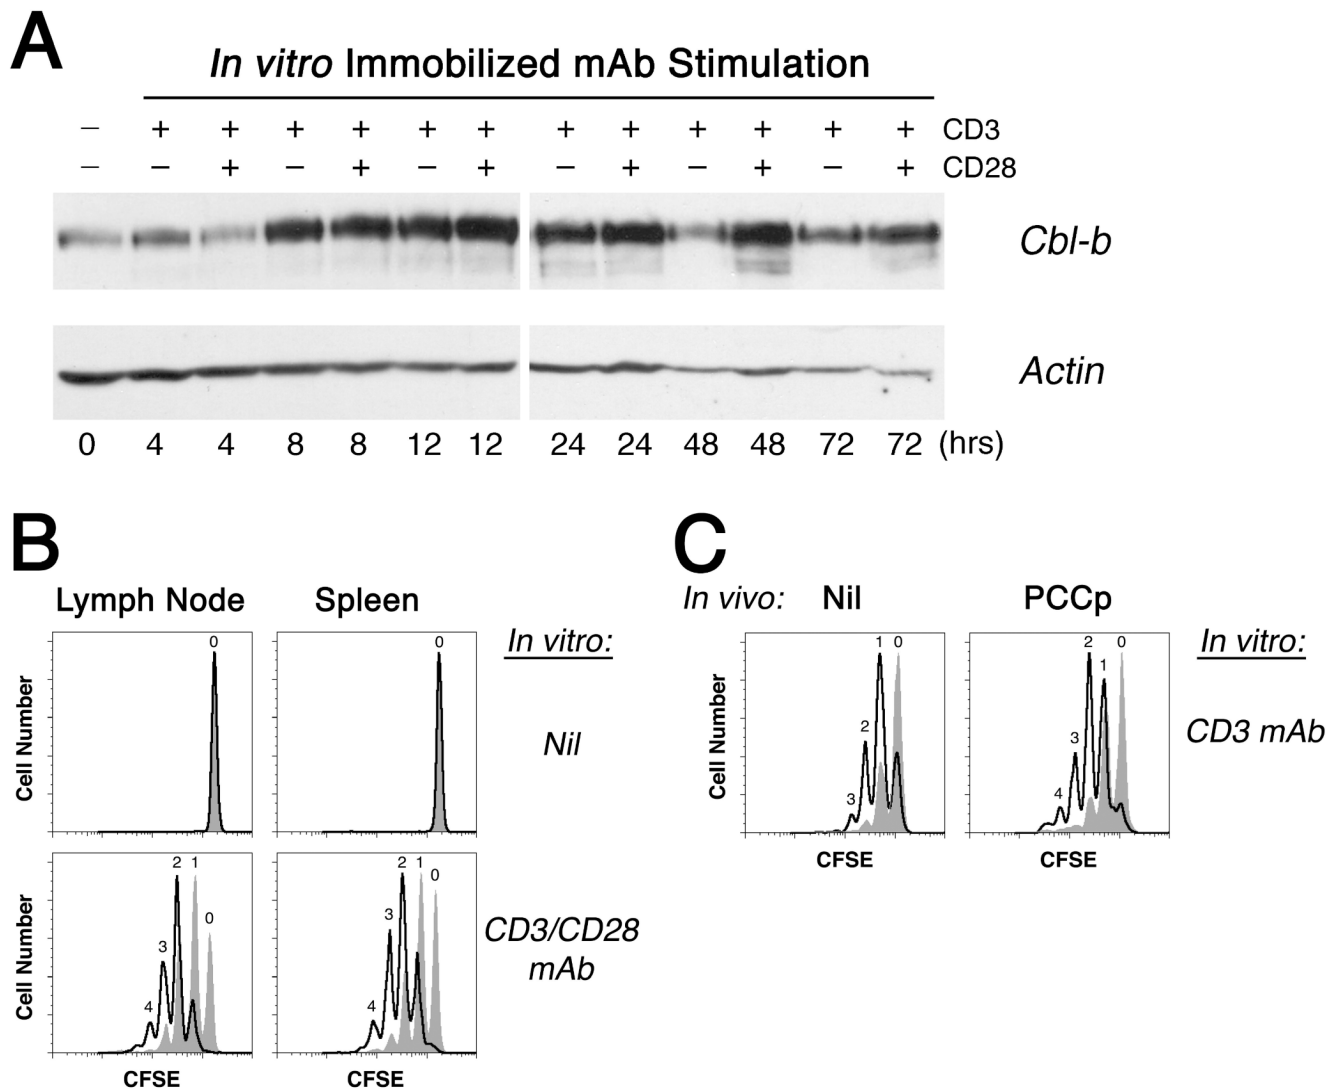 A
In vitro Immobilized mAb Stimulation
– + + + + + + + + + + + + CD3
– – + – + – + – + – + – + CD28
Cbl-b
Actin
0 4 4 8 8 12 12 24 24 48 48 72 72 (hrs)
B
Lymph Node Spleen
In vitro:
0
0
Cell Number
Nil
2 1 0 3 4
2 1 0 3 4
Cell Number
CD3/CD28
mAb
CFSE CFSE
C
In vivo: Nil PCCp
In vitro:
1 0 2 3
2 1 0 3 4
Cell Number
CD3 mAb
CFSE CFSE